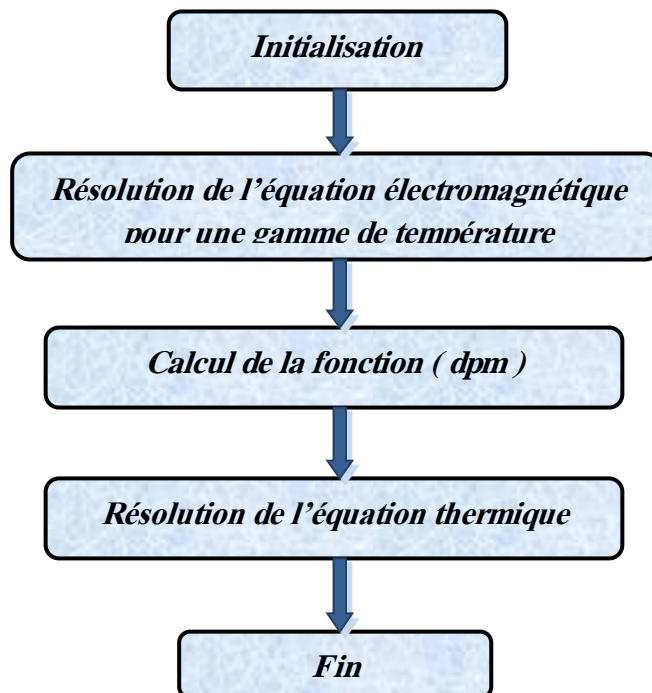 Initialisation
Résolution de l’équation électromagnétique
pour une gamme de température
Calcul de la fonction ( dpm )
Résolution de l’équation thermique
Fin